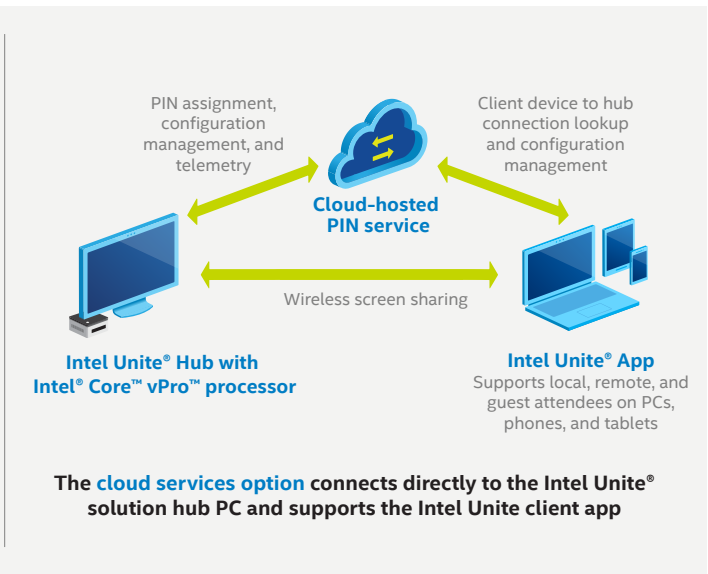 PIN assignment,
configuration
management, and
telemetry
Client device to hub
connection lookup
and configuration
management
Cloud-hosted
PIN service
Wireless screen sharing
Intel Unite® Hub with
Intel® Core™ vPro™ processor
Intel Unite® App
Supports local, remote, and
guest attendees on PCs,
phones, and tablets
The cloud services option connects directly to the Intel Unite®
solution hub PC and supports the Intel Unite client app